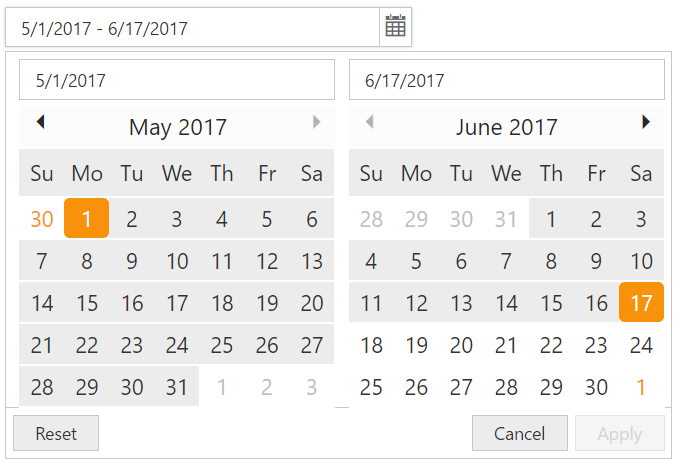 5/1/2017 - 6/17/2017
5/1/2017
6/17/2017
May 2017
June 2017
Su Mo Tu We Th Fr Sa
30 1 2 3 4 5 6
7 8 9 10 11 12 13
14 15 16 17 18 19 20
21 22 23 24 25 26 27
28 29 30 31 1 2 3
Su Mo Tu We Th Fr Sa
28 29 30 31 1 2 3
4 5 6 7 8 9 10
11 12 13 14 15 16 17
18 19 20 21 22 23 24
25 26 27 28 29 30 1
Reset
Cancel
Apply